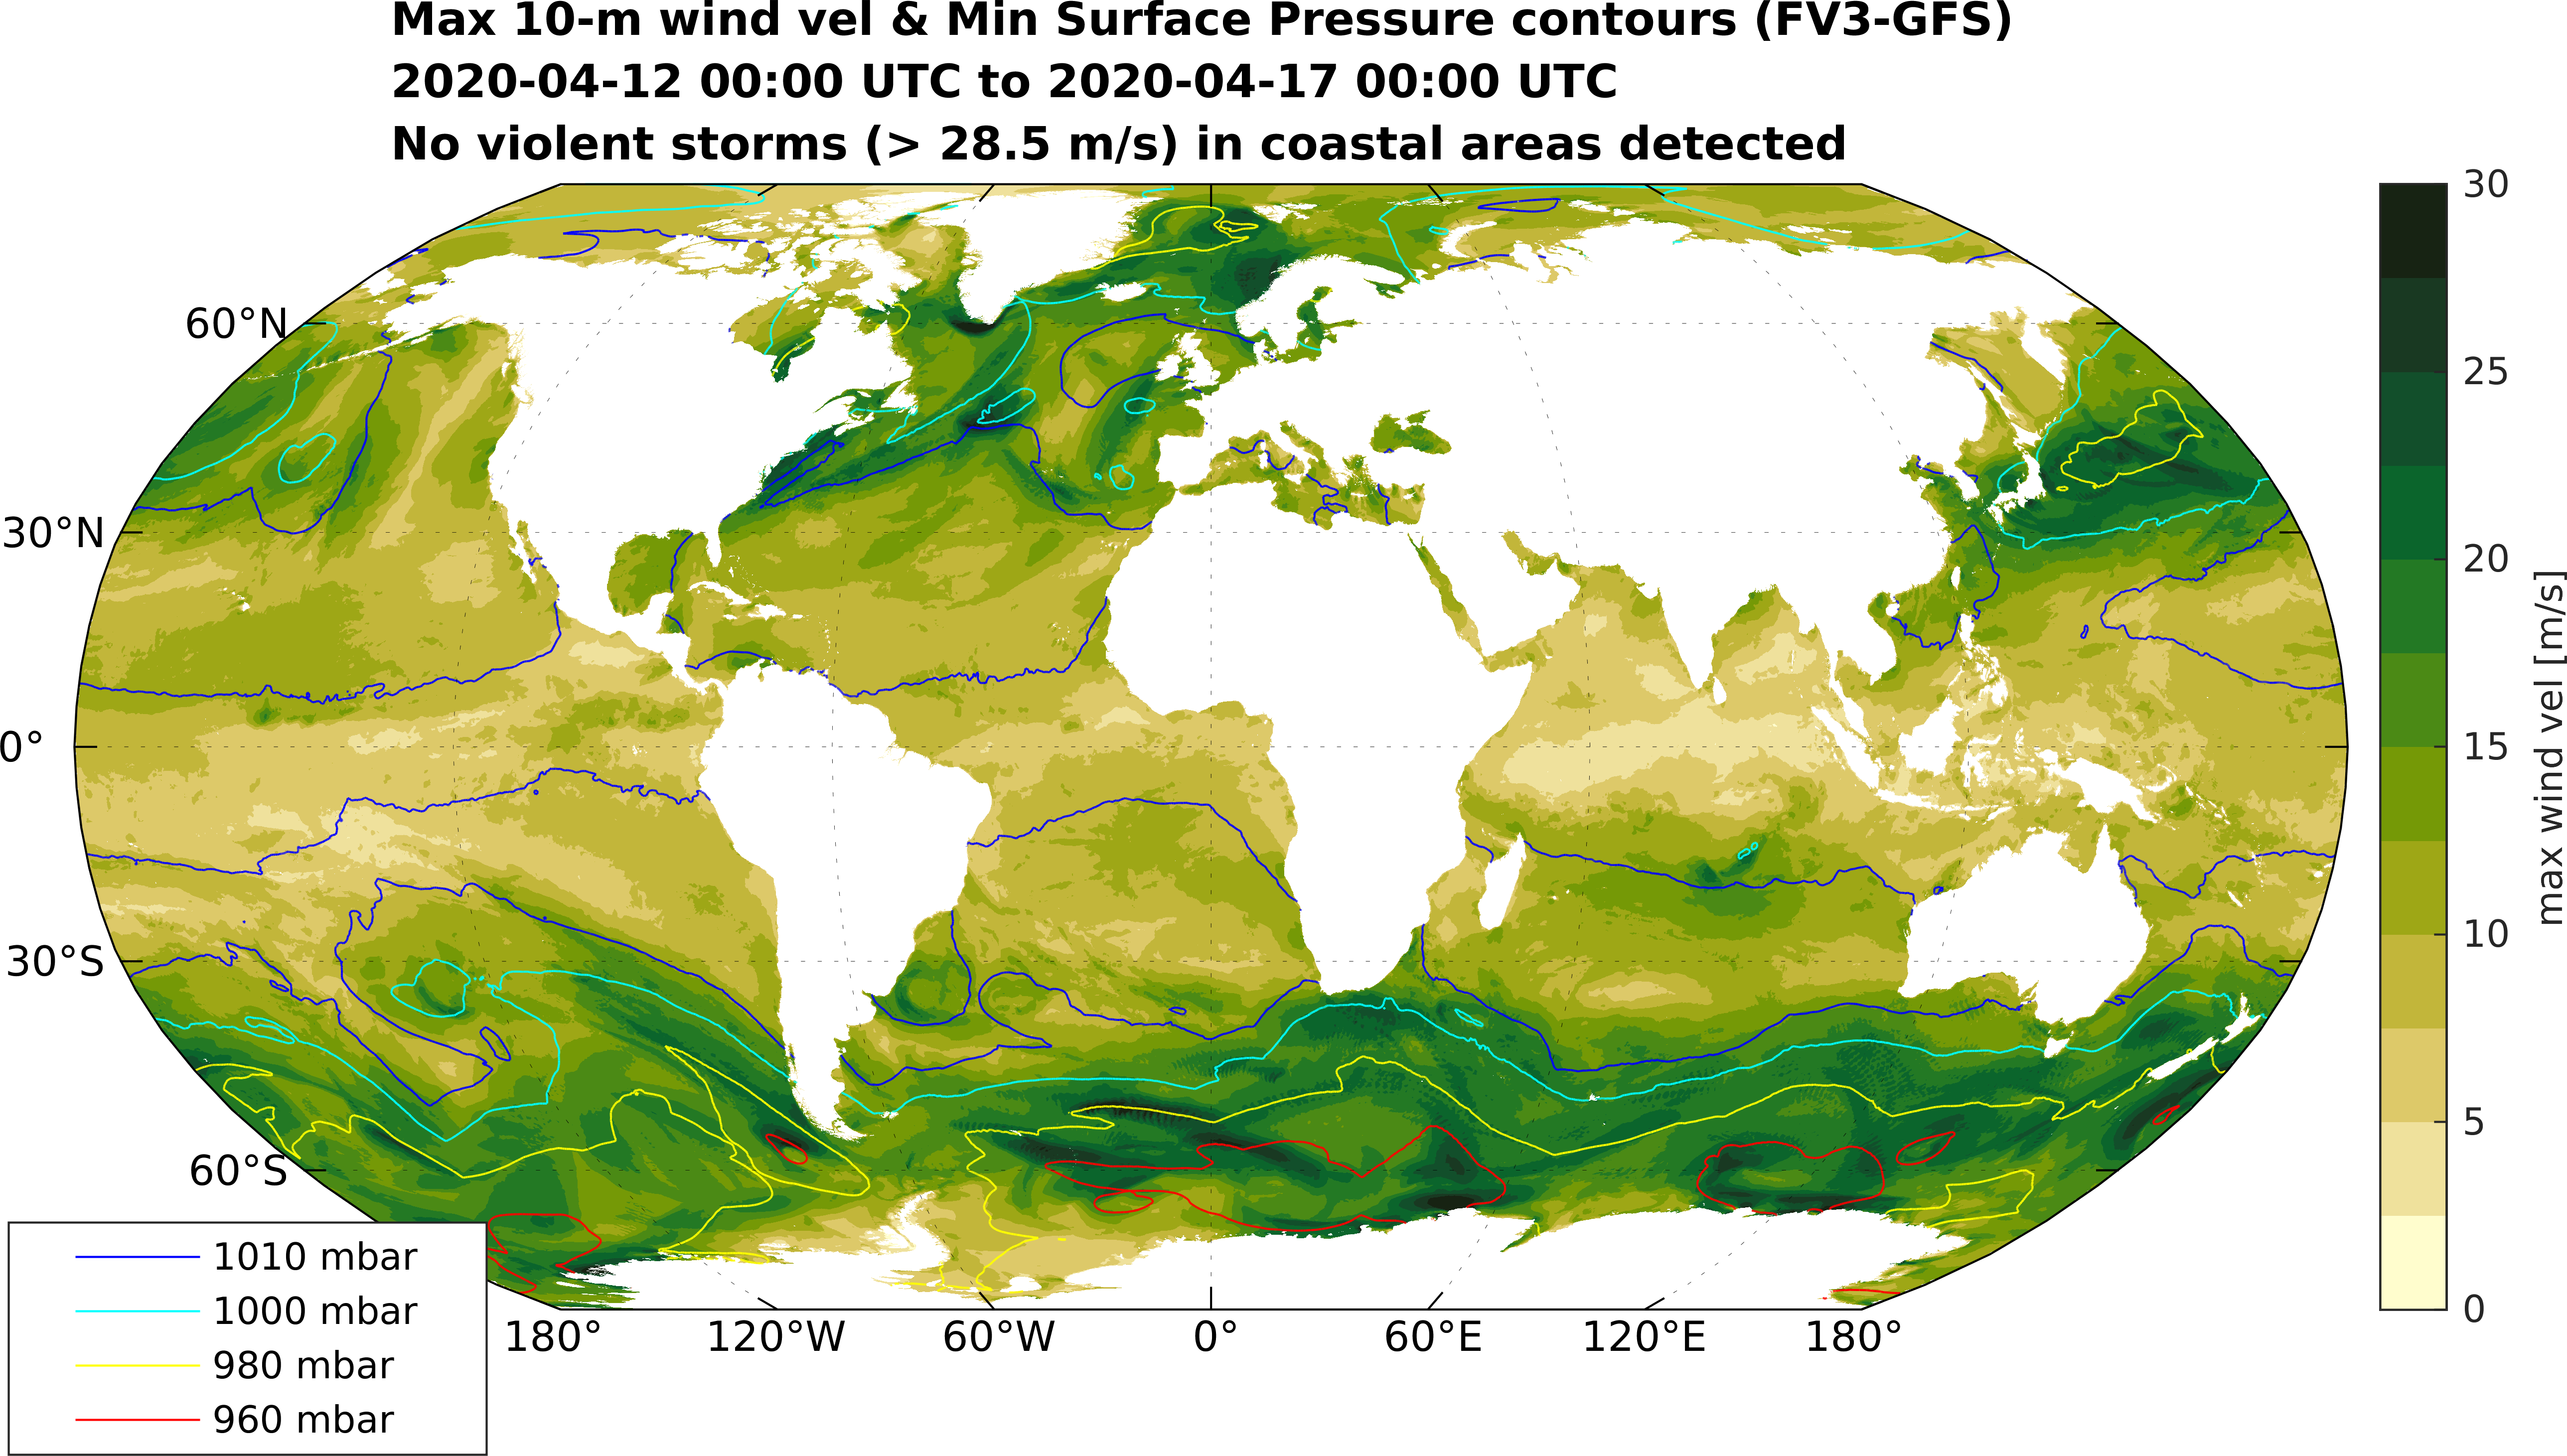 Max 10-m wind vel & Min Surface Pressure contours (FV3-GFS)
2020-04-12 00:00 UTC to 2020-04-17 00:00 UTC
No violent storms (> 28.5 m/s) in coastal areas detected
60°N
30°N
0°
30°S
60°S
180°
120°W
60°W
0°
60°E
120°E
180°
1010 mbar
1000 mbar
980 mbar
960 mbar
30
25
20
15
10
5
0
max wind vel [m/s]